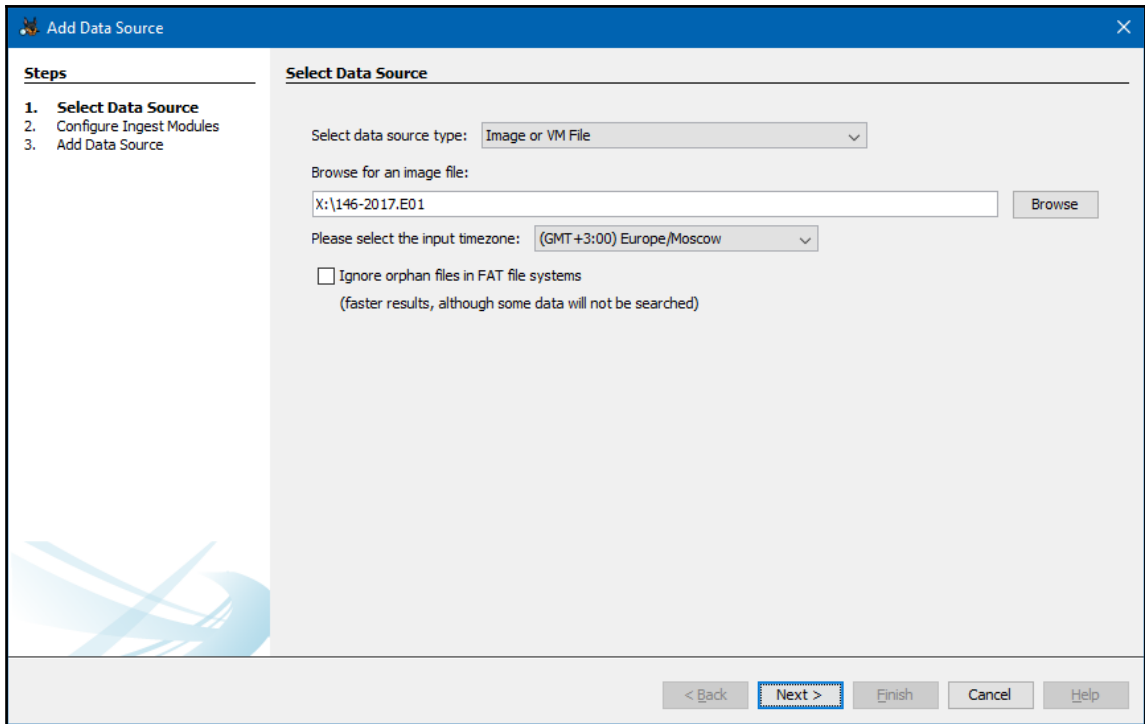 Add Data Source
Steps
1. Select Data Source
2. Configure Ingest Modules
3. Add Data Source
Select Data Source
Select data source type: Image or VM File
Browse for an image file:
X:\146-2017.E01 Browse
Please select the input timezone: (GMT+3:00) Europe/Moscow
Ignore orphan files in FAT file systems
(faster results, although some data will not be searched)
< Back Next > Finish Cancel Help